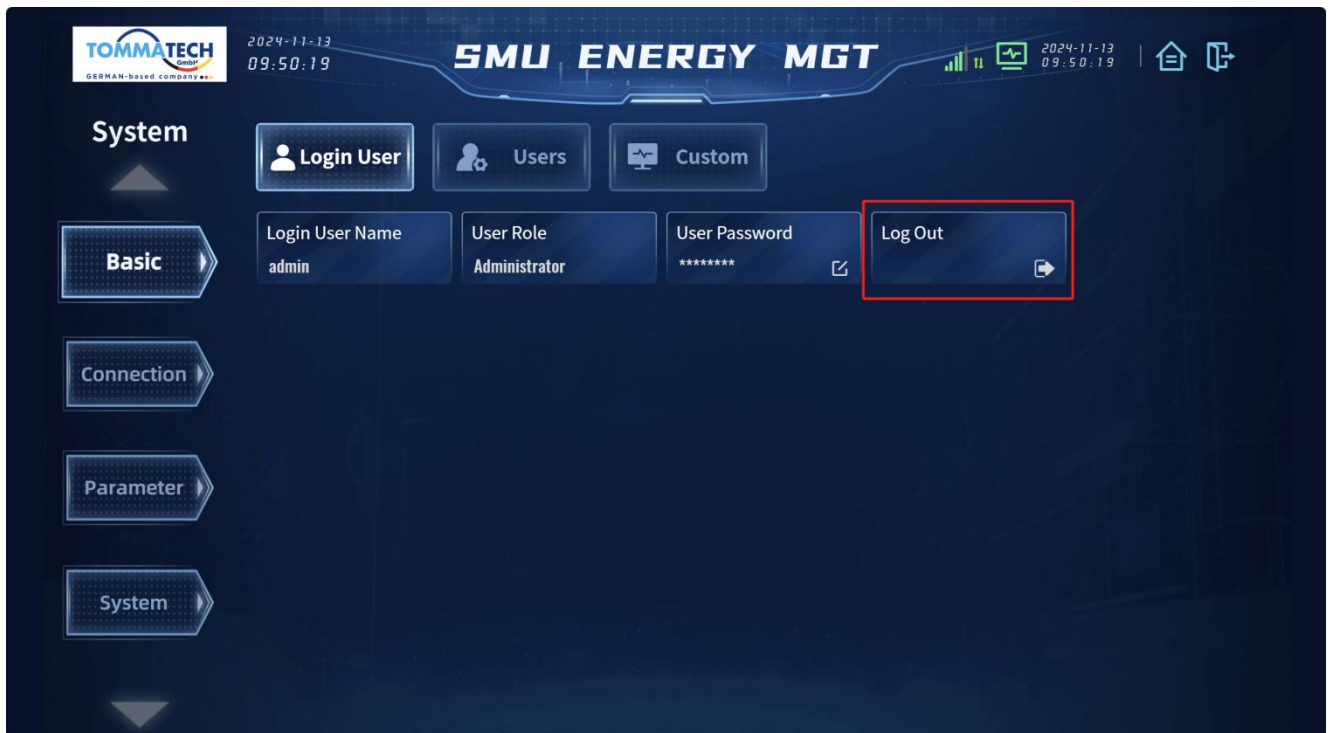 TOMMATECH
GmbH
GERMAN-based company
2024-11-13
09:50:19
SMU ENERGY MGT
2024-11-13
09:50:19
System
Login User
Users
Custom
Login User Name
admin
User Role
Administrator
User Password
********
Log Out
Basic
Connection
Parameter
System